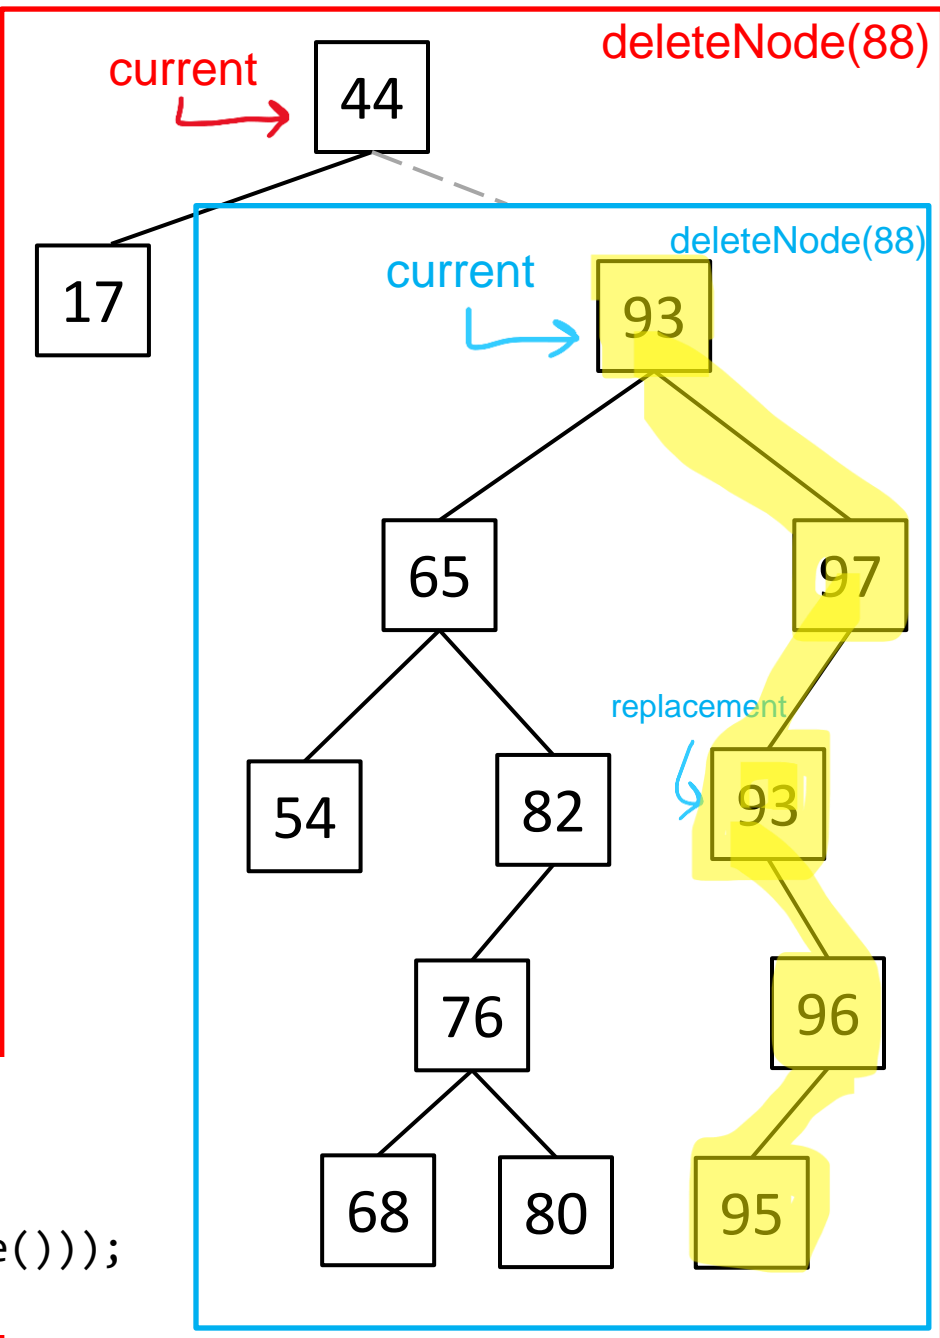 deleteNode(88)
current
44
deleteNode(88)
current
17
93
65
97
replacement
54
82
93
76
96
68
80
95
e()));